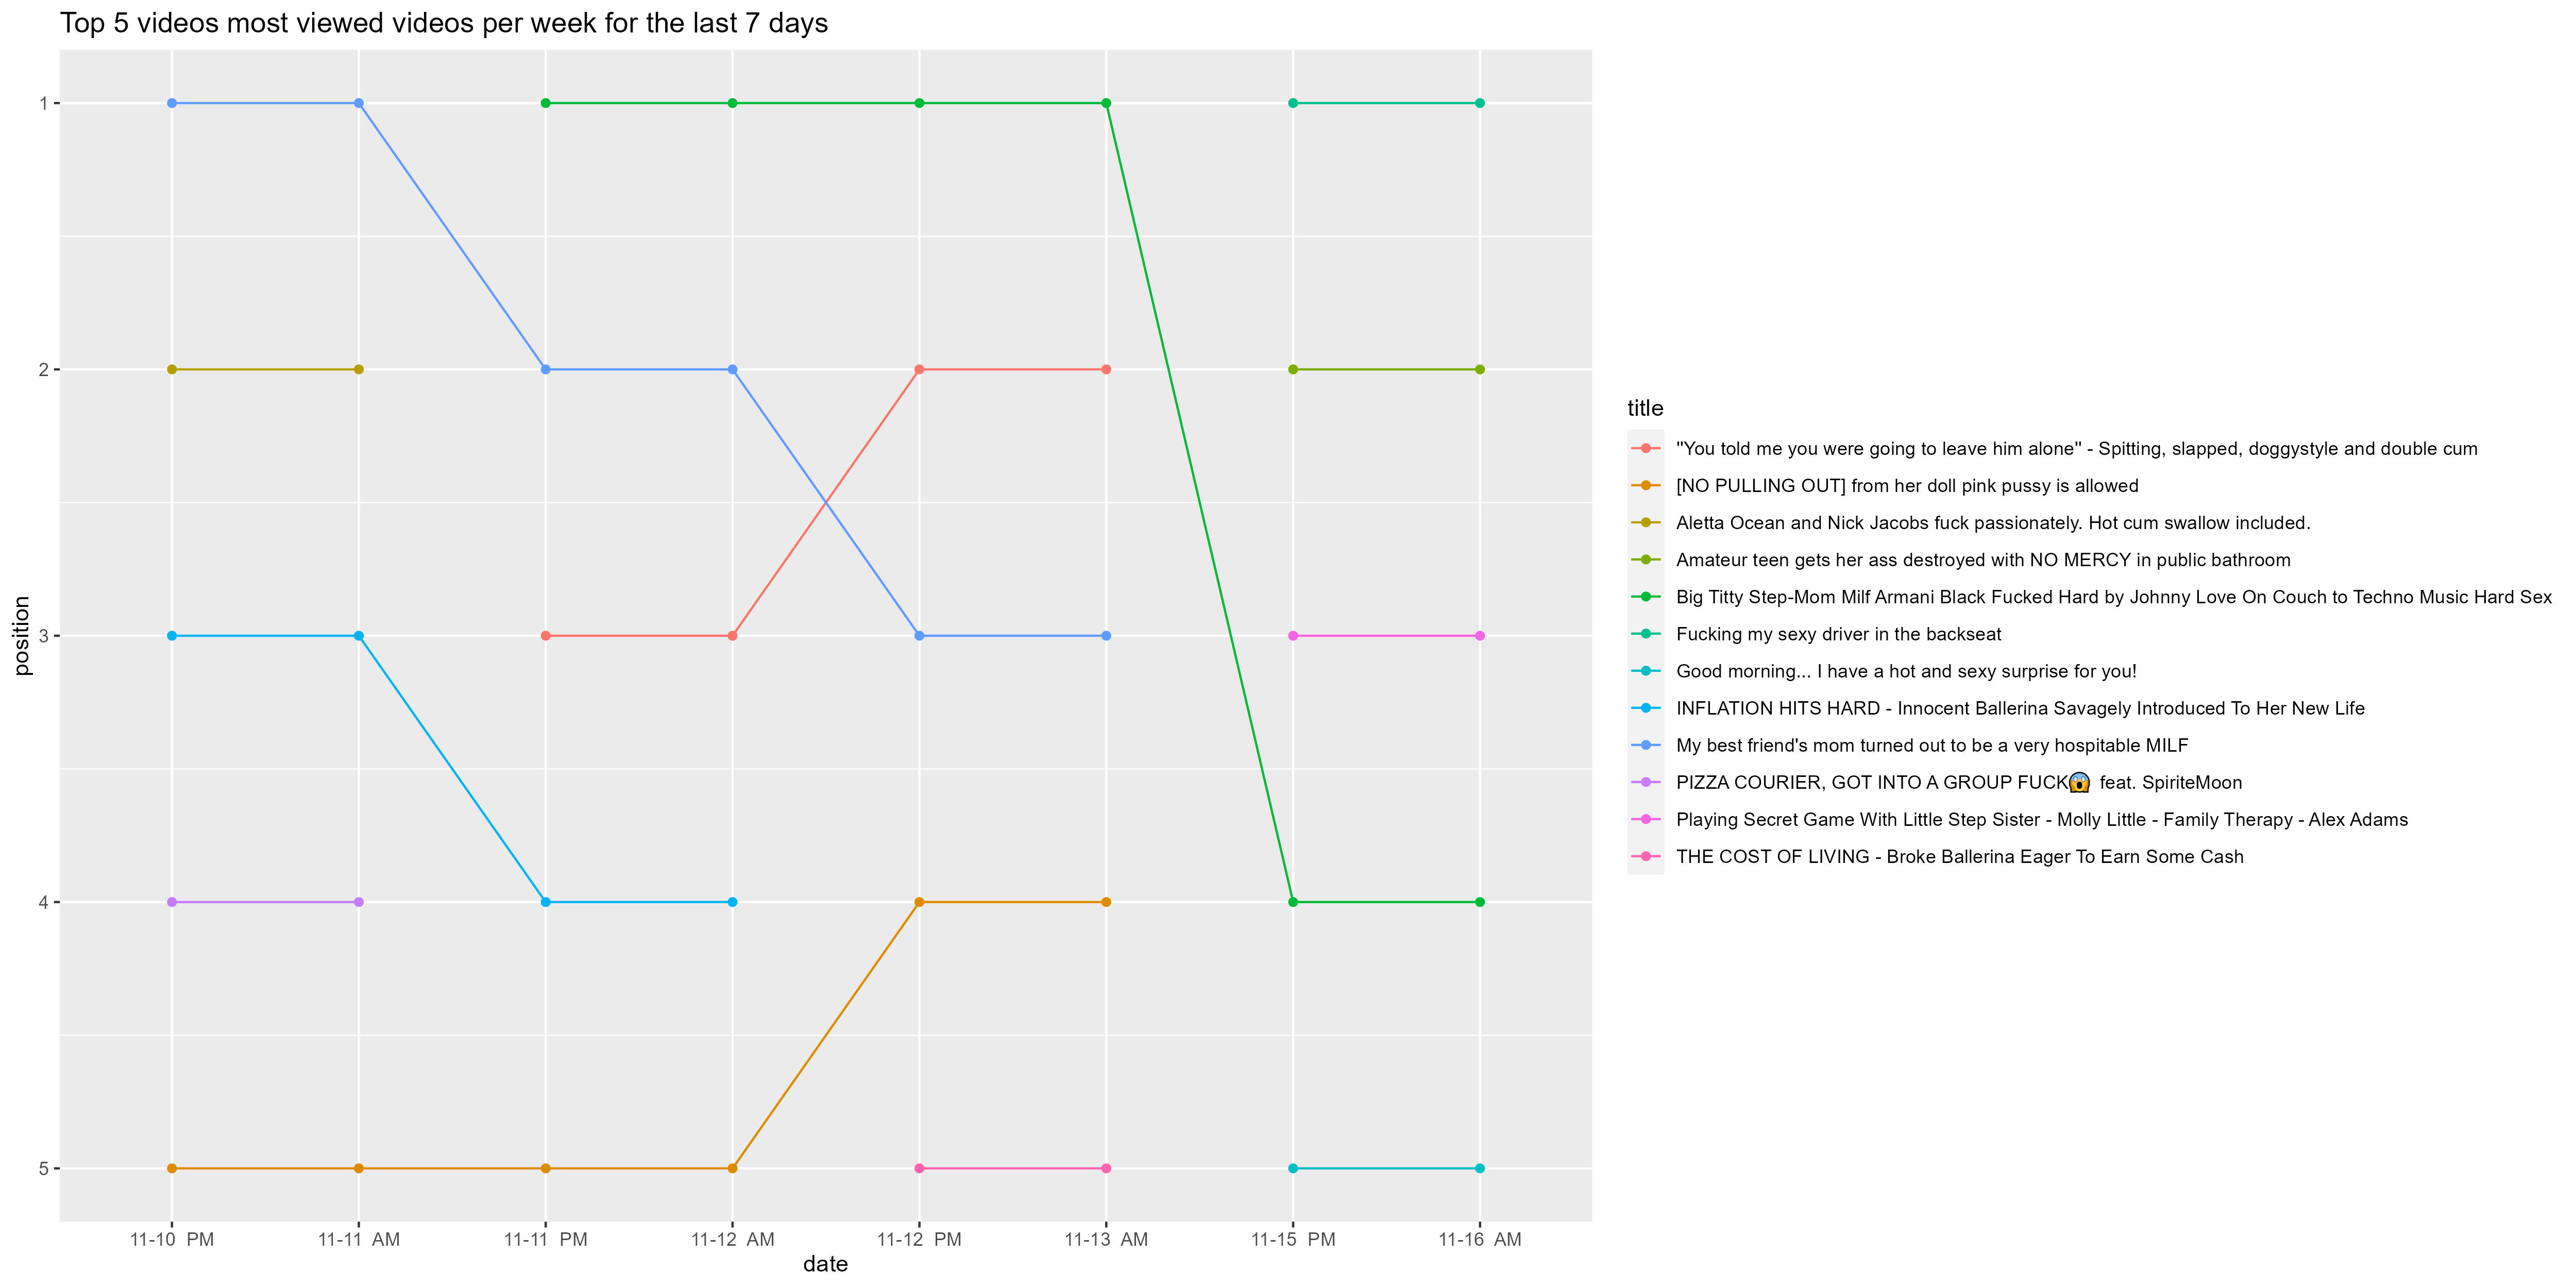 Top 5 videos most viewed videos per week for the last 7 days
position
1
2
3
4
5
11-10 PM
11-11 AM
11-11 PM
11-12 AM
11-12 PM
11-13 AM
11-15 PM
11-16 AM
date
title
"You told me you were going to leave him alone" - Spitting, slapped, doggystyle and double cum
[NO PULLING OUT] from her doll pink pussy is allowed
Aletta Ocean and Nick Jacobs fuck passionately. Hot cum swallow included.
Amateur teen gets her ass destroyed with NO MERCY in public bathroom
Big Titty Step-Mom Milf Armani Black Fucked Hard by Johnny Love On Couch to Techno Music Hard Sex
Fucking my sexy driver in the backseat
Good morning... I have a hot and sexy surprise for you!
INFLATION HITS HARD - Innocent Ballerina Savagely Introduced To Her New Life
My best friend's mom turned out to be a very hospitable MILF
PIZZA COURIER, GOT INTO A GROUP FUCK😱 feat. SpiriteMoon
Playing Secret Game With Little Step Sister - Molly Little - Family Therapy - Alex Adams
THE COST OF LIVING - Broke Ballerina Eager To Earn Some Cash